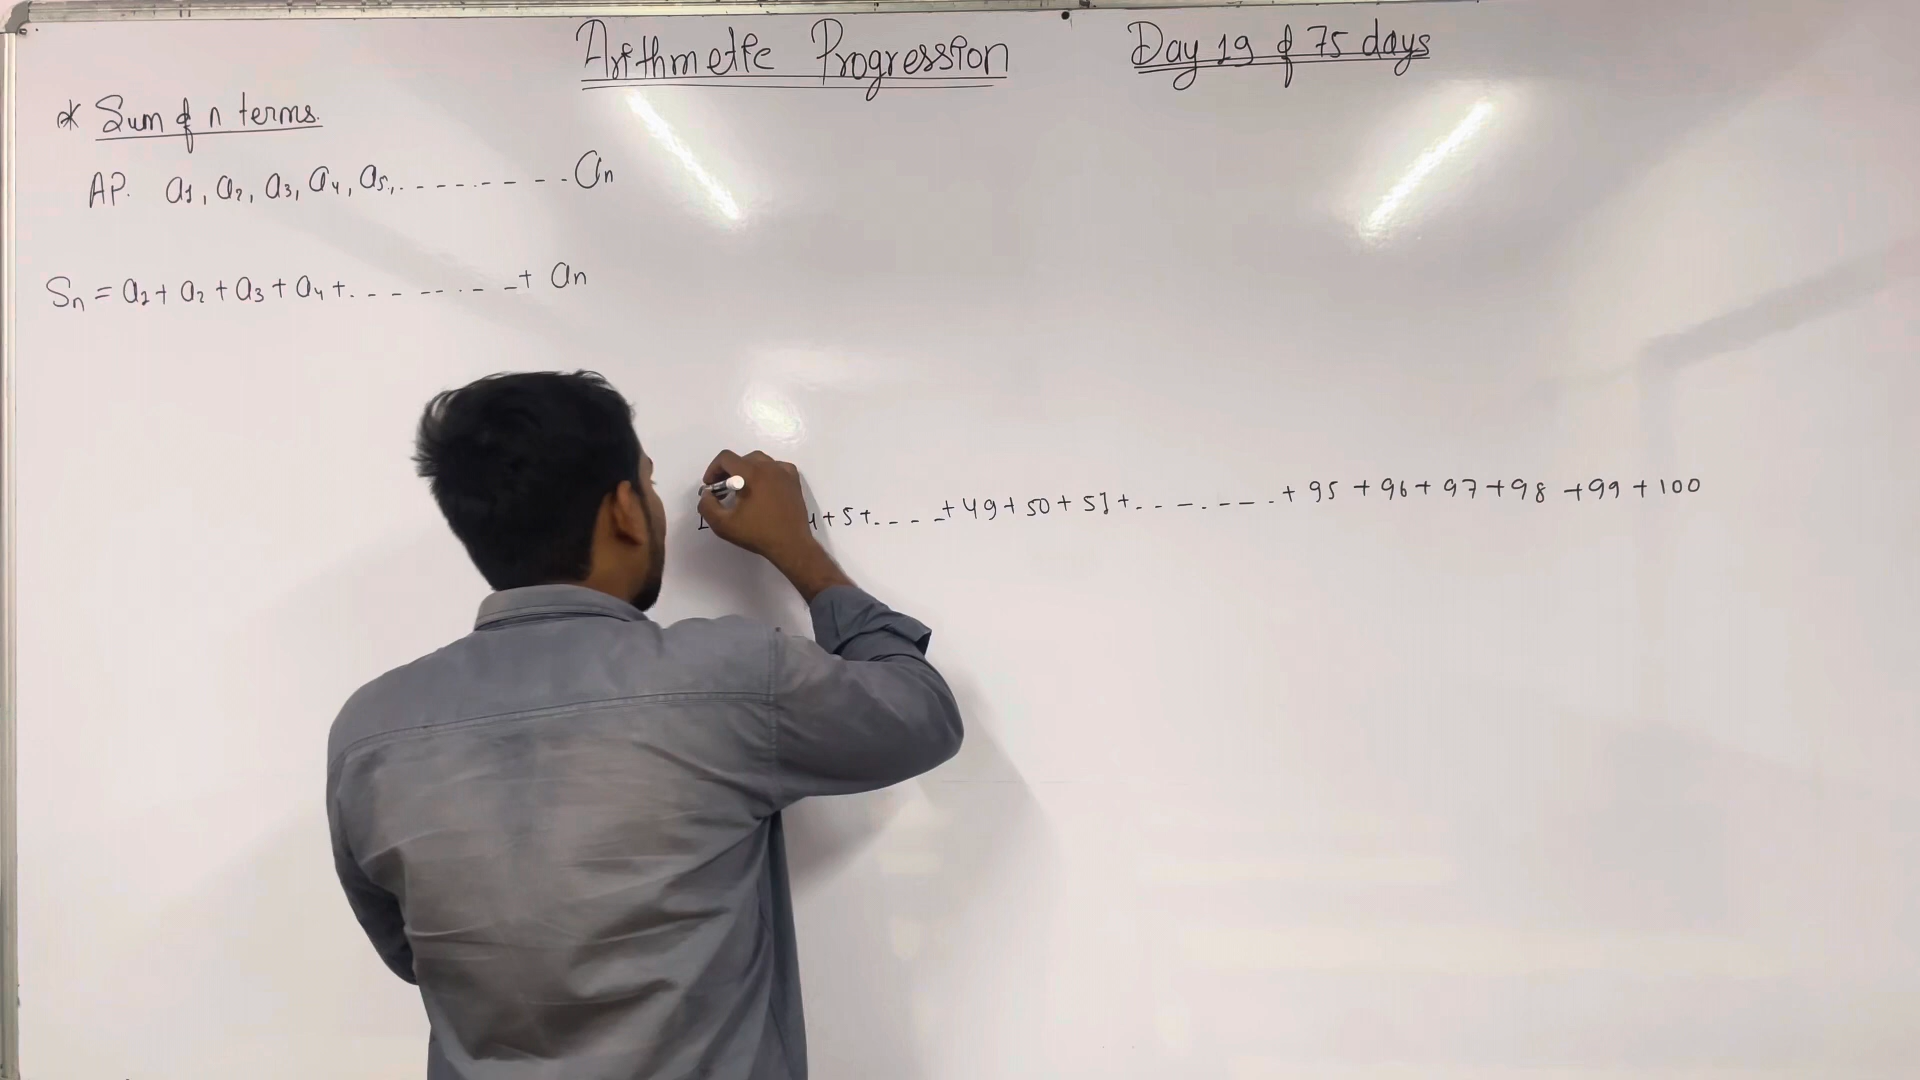 Arithmetic Progression Day 19 of 75 days
* Sum of n terms.
AP. a1, a2, a3, a4, a5, . - - - - - - - - an
Sn = a1 + a2 + a3 + a4 + . - - - - - - - + an
4 + 5 + . - - - + 49 + 50 + 51 + . - - - - - - . + 95 + 96 + 97 + 98 + 99 + 100